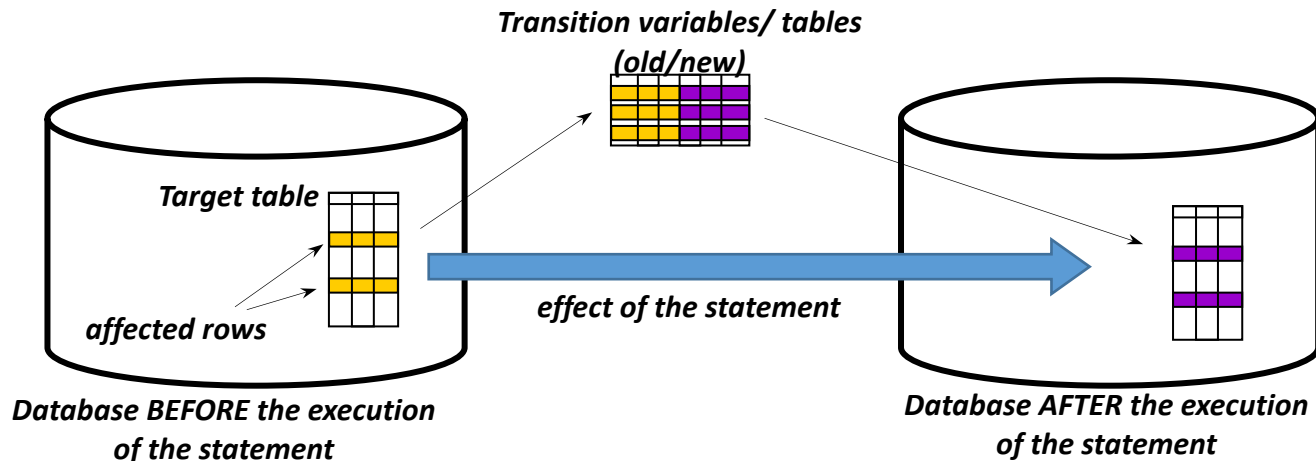 Transition variables/ tables
(old/new)
Target table
affected rows
effect of the statement
Database BEFORE the execution
of the statement
Database AFTER the execution
of the statement